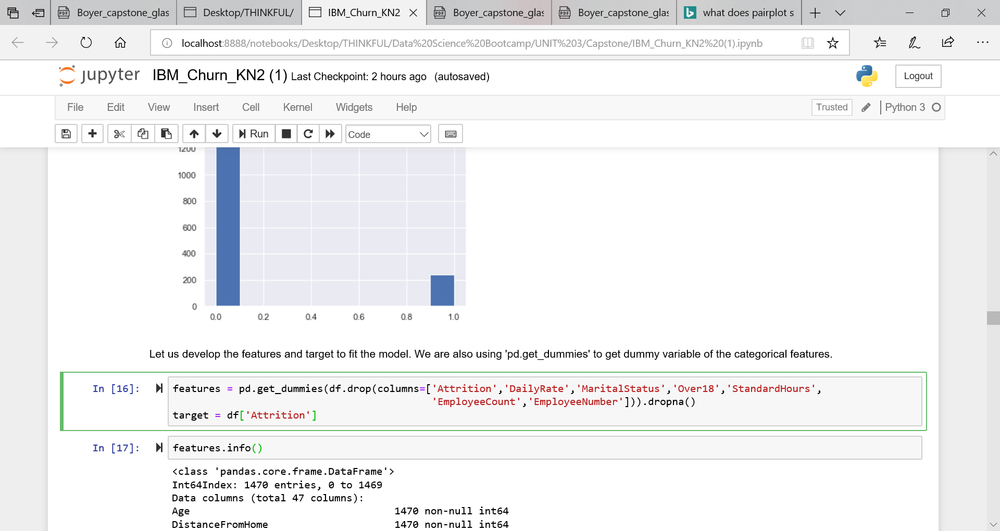 Boyer_capstone_glas
Desktop/THINKFUL/
IBM_Churn_KN2
Boyer_capstone_glas
Boyer_capstone_glas
what does pairplot s
localhost:8888/notebooks/Desktop/THINKFUL/Data%20Science%20Bootcamp/UNIT%203/Capstone/IBM_Churn_KN2%20(1).ipynb
jupyter IBM_Churn_KN2 (1) Last Checkpoint: 2 hours ago (autosaved)
Logout
File Edit View Insert Cell Kernel Widgets Help
Trusted Python 3
Run Code
1200
1000
800
600
400
200
0
0.0 0.2 0.4 0.6 0.8 1.0
Let us develop the features and target to fit the model. We are also using 'pd.get_dummies' to get dummy variable of the categorical features.
In [16]: features = pd.get_dummies(df.drop(columns=['Attrition','DailyRate','MaritalStatus','Over18','StandardHours',
'EmployeeCount','EmployeeNumber'])).dropna()
target = df['Attrition']
In [17]: features.info()
<class 'pandas.core.frame.DataFrame'>
Int64Index: 1470 entries, 0 to 1469
Data columns (total 47 columns):
Age 1470 non-null int64
DistanceFromHome 1470 non-null int64